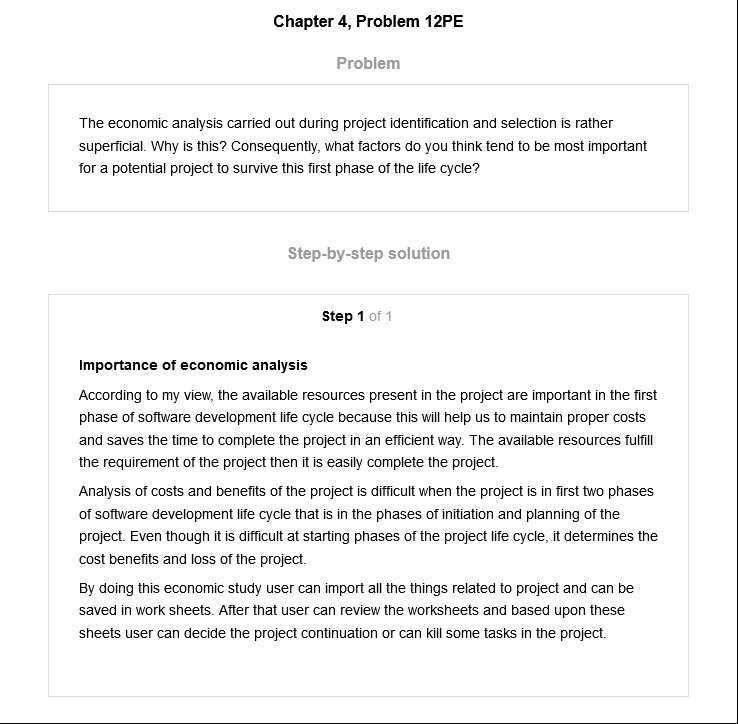 Chapter 4, Problem 12PE
Problem
The economic analysis carried out during project identification and selection is rather
superficial. Why is this? Consequently, what factors do you think tend to be most important
for a potential project to survive this first phase of the life cycle?
Step-by-step solution
Step 1 of 1
Importance of economic analysis
According to my view, the available resources present in the project are important in the first
phase of software development life cycle because this will help us to maintain proper costs
and saves the time to complete the project in an efficient way. The available resources fulfill
the requirement of the project then it is easily complete the project.
Analysis of costs and benefits of the project is difficult when the project is in first two phases
of software development life cycle that is in the phases of initiation and planning of the
project. Even though it is difficult at starting phases of the project life cycle, it determines the
cost benefits and loss of the project.
By doing this economic study user can import all the things related to project and can be
saved in work sheets. After that user can review the worksheets and based upon these
sheets user can decide the project continuation or can kill some tasks in the project.